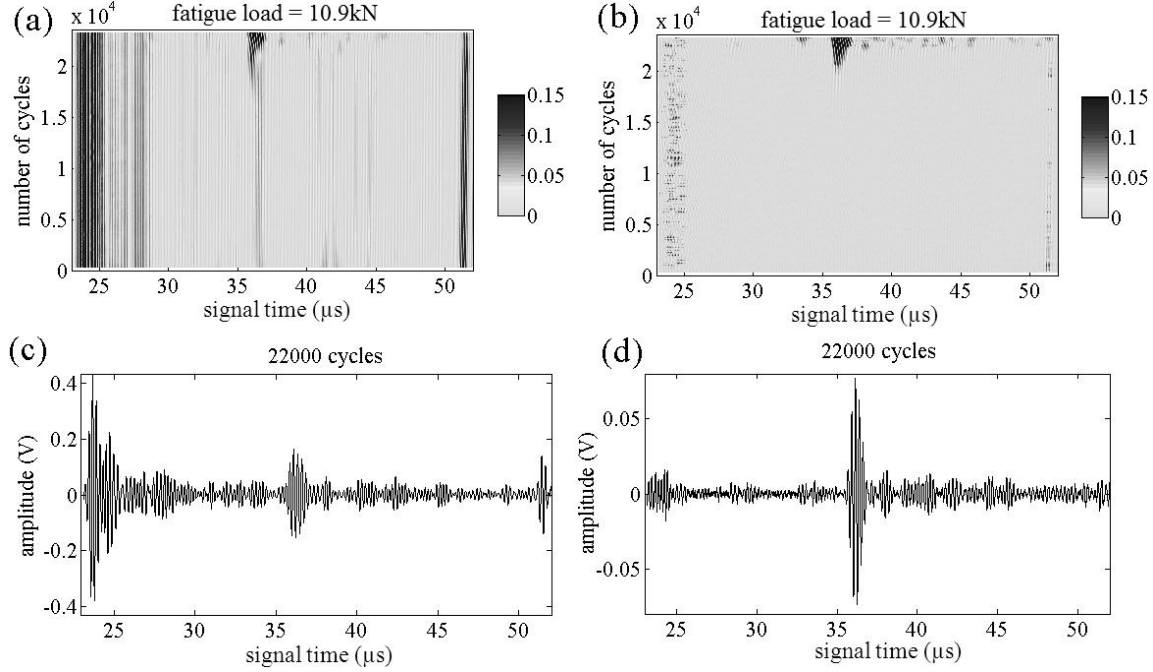 (a)
x 10⁴
fatigue load = 10.9kN
2
1.5
1
0.5
0
number of cycles
25 30 35 40 45 50
signal time (µs)
0.15
0.1
0.05
0
(b)
x 10⁴
fatigue load = 10.9kN
2
1.5
1
0.5
0
number of cycles
25 30 35 40 45 50
signal time (µs)
0.15
0.1
0.05
0
(c)
22000 cycles
0.4
0.2
0
-0.2
-0.4
amplitude (V)
25 30 35 40 45 50
signal time (µs)
(d)
22000 cycles
0.05
0
-0.05
amplitude (V)
25 30 35 40 45 50
signal time (µs)